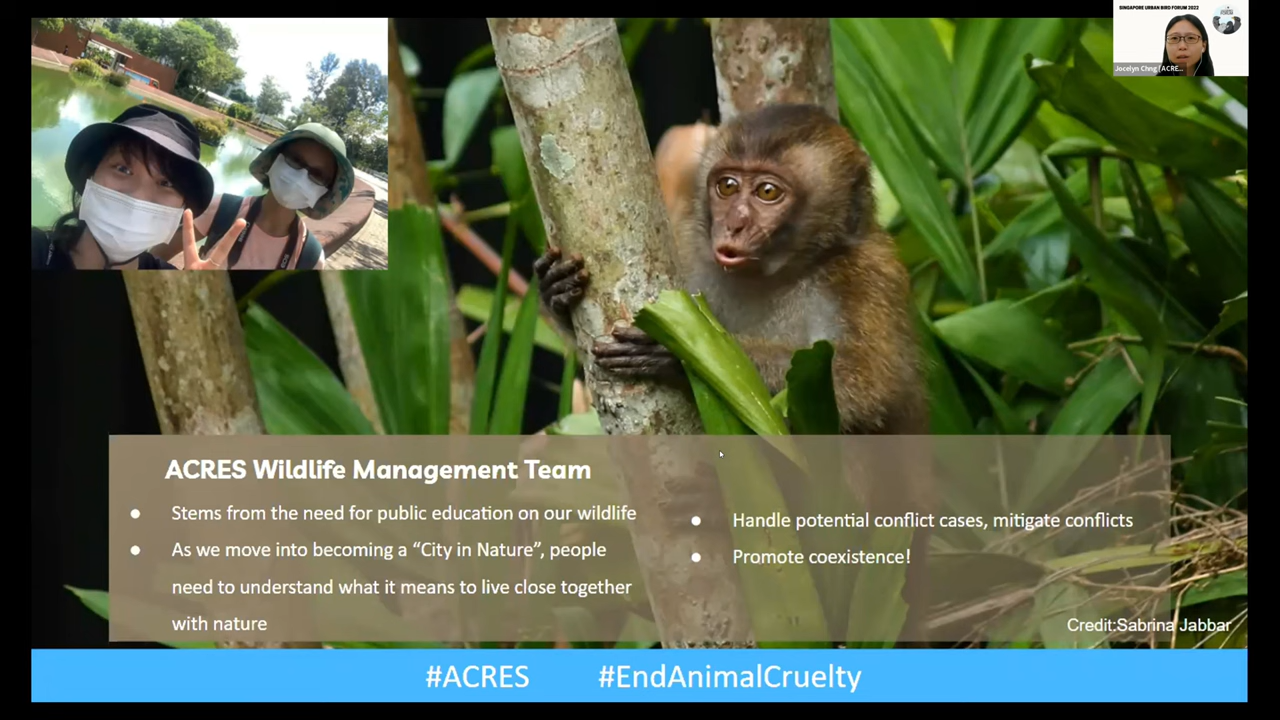 SINGAPORE URBAN BIRD FORUM 2022
Jocelyn Chng (ACRE...
ACRES Wildlife Management Team
● Stems from the need for public education on our wildlife
● As we move into becoming a “City in Nature”, people
need to understand what it means to live close together
with nature
● Handle potential conflict cases, mitigate conflicts
● Promote coexistence!
Credit:Sabrina Jabbar
#ACRES #EndAnimalCruelty